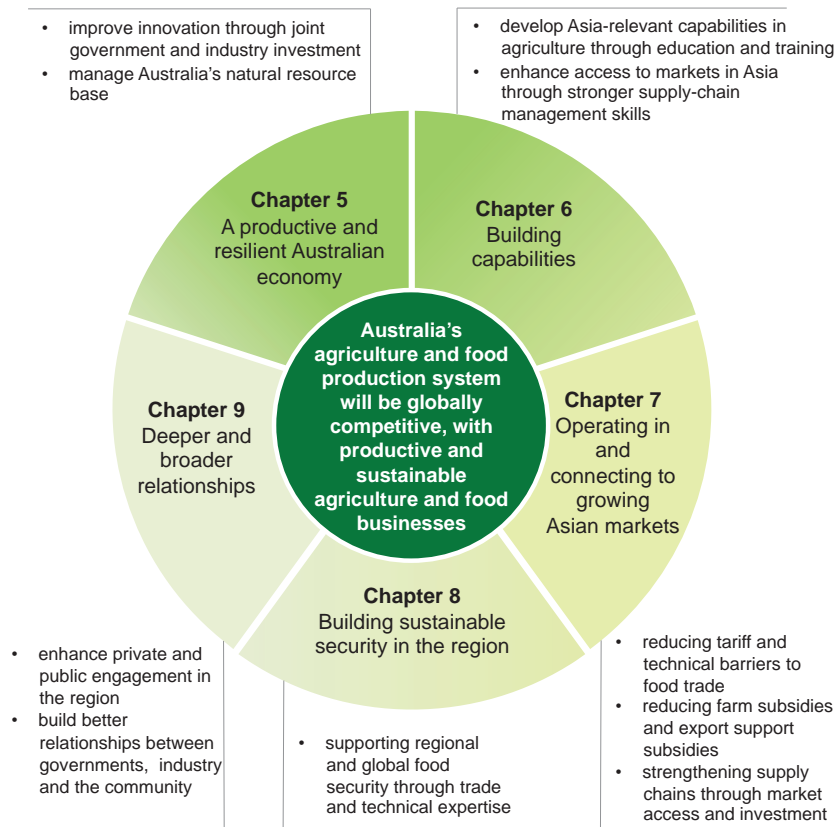 • improve innovation through joint
government and industry investment
• manage Australia's natural resource
base
• develop Asia-relevant capabilities in
agriculture through education and training
• enhance access to markets in Asia
through stronger supply-chain
management skills
Chapter 5
A productive and
resilient Australian
economy
Chapter 6
Building
capabilities
Australia's
agriculture and food
production system
will be globally
competitive, with
productive and
sustainable
agriculture and food
businesses
Chapter 9
Deeper and
broader
relationships
Chapter 7
Operating in
and
connecting to
growing
Asian markets
Chapter 8
Building sustainable
security in the region
• enhance private and
public engagement in
the region
• build better
relationships between
governments, industry
and the community
• supporting regional
and global food
security through trade
and technical expertise
• reducing tariff and
technical barriers to
food trade
• reducing farm subsidies
and export support
subsidies
• strengthening supply
chains through market
access and investment